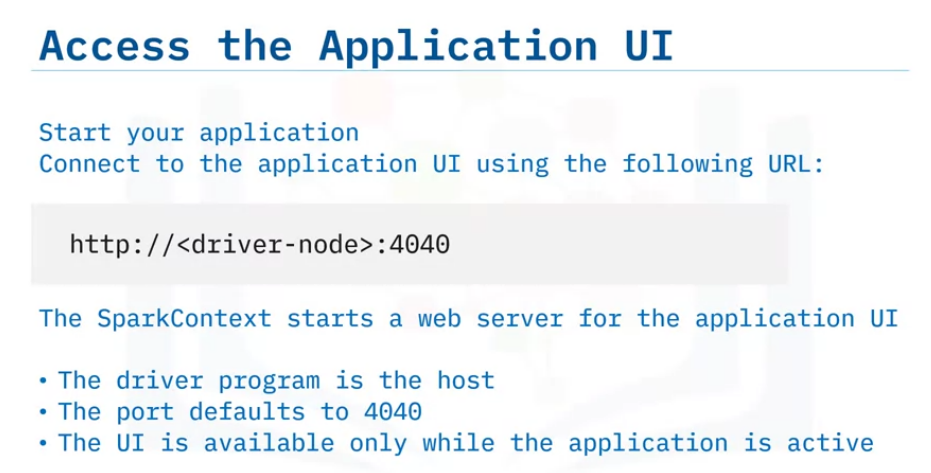 Access the Application UI
Start your application
Connect to the application UI using the following URL:
http://<driver-node>:4040
The SparkContext starts a web server for the application UI
• The driver program is the host
• The port defaults to 4040
• The UI is available only while the application is active